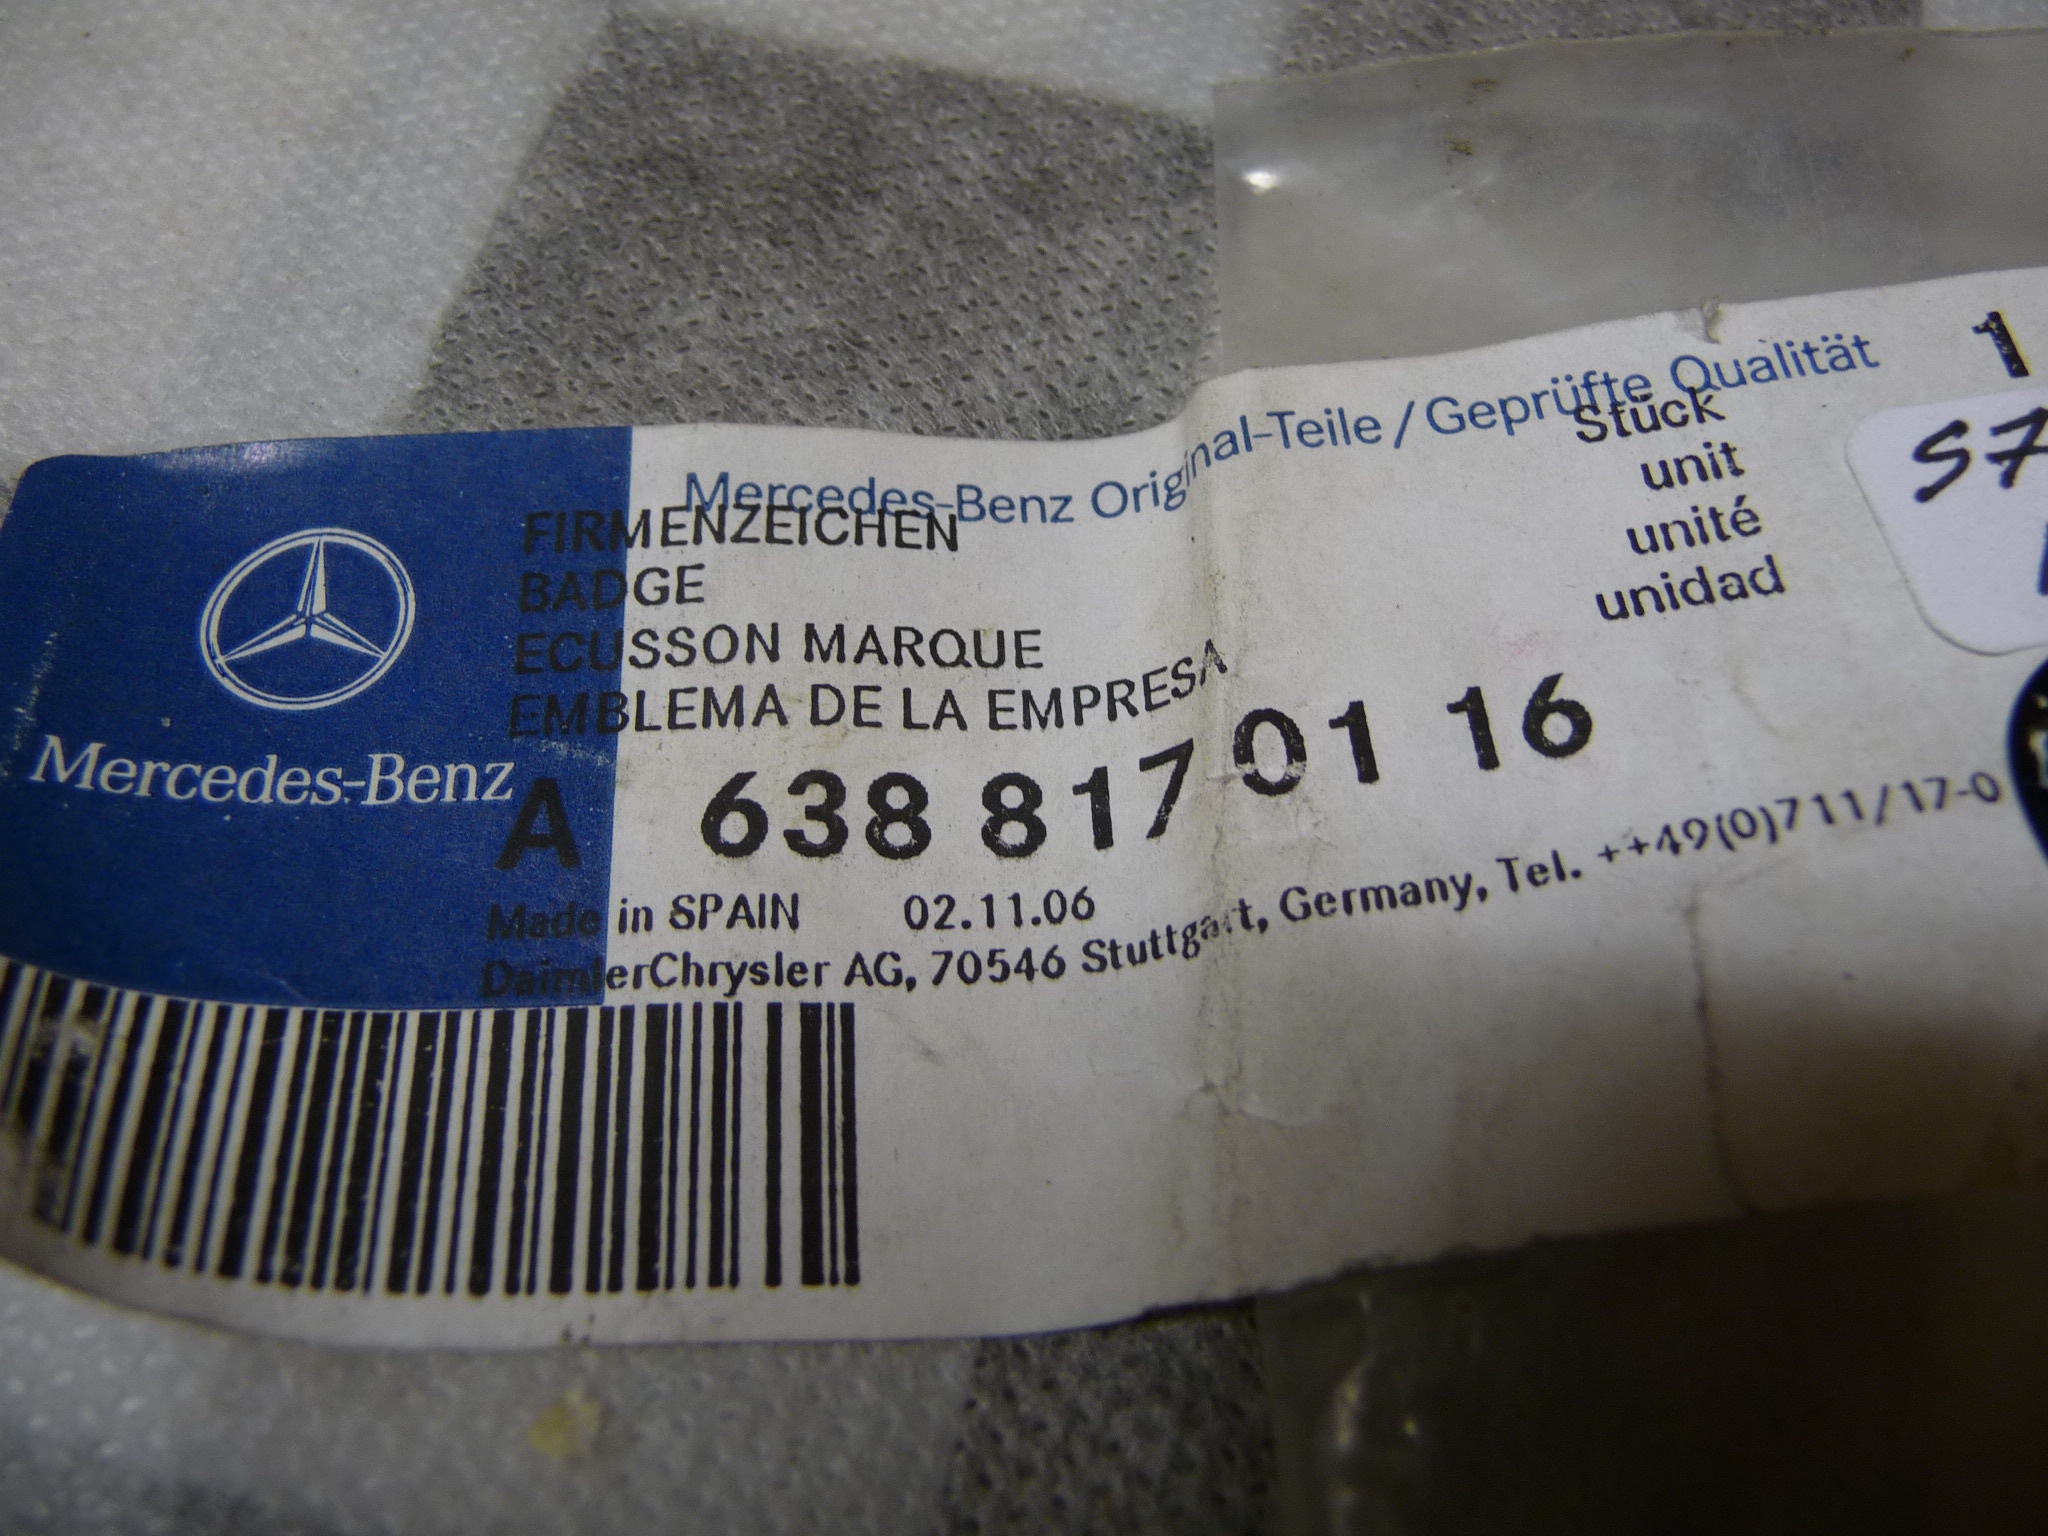 Mercedes-Benz Original-Teile / Geprüfte Qualität
1
FIRMENZEICHEN
BADGE
ECUSSON MARQUE
EMBLEMA DE LA EMPRESA
Stück
unit
unité
unidad
S7
Mercedes-Benz
A 638 817 01 16
Made in SPAIN 02.11.06
DaimlerChrysler AG, 70546 Stuttgart, Germany, Tel. ++49(0)711/17-0